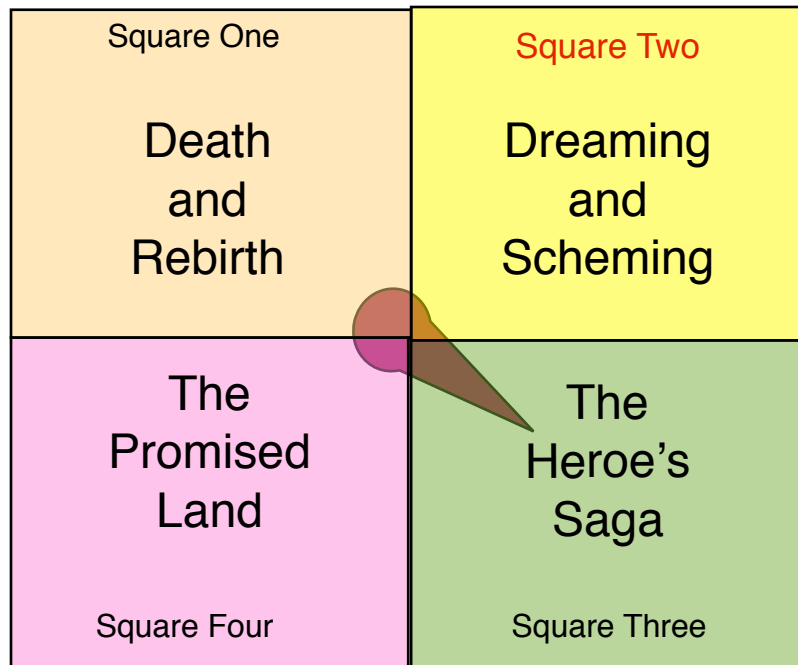 Square One
Death
and
Rebirth
Square Two
Dreaming
and
Scheming
The
Promised
Land
Square Four
The
Heroe’s
Saga
Square Three